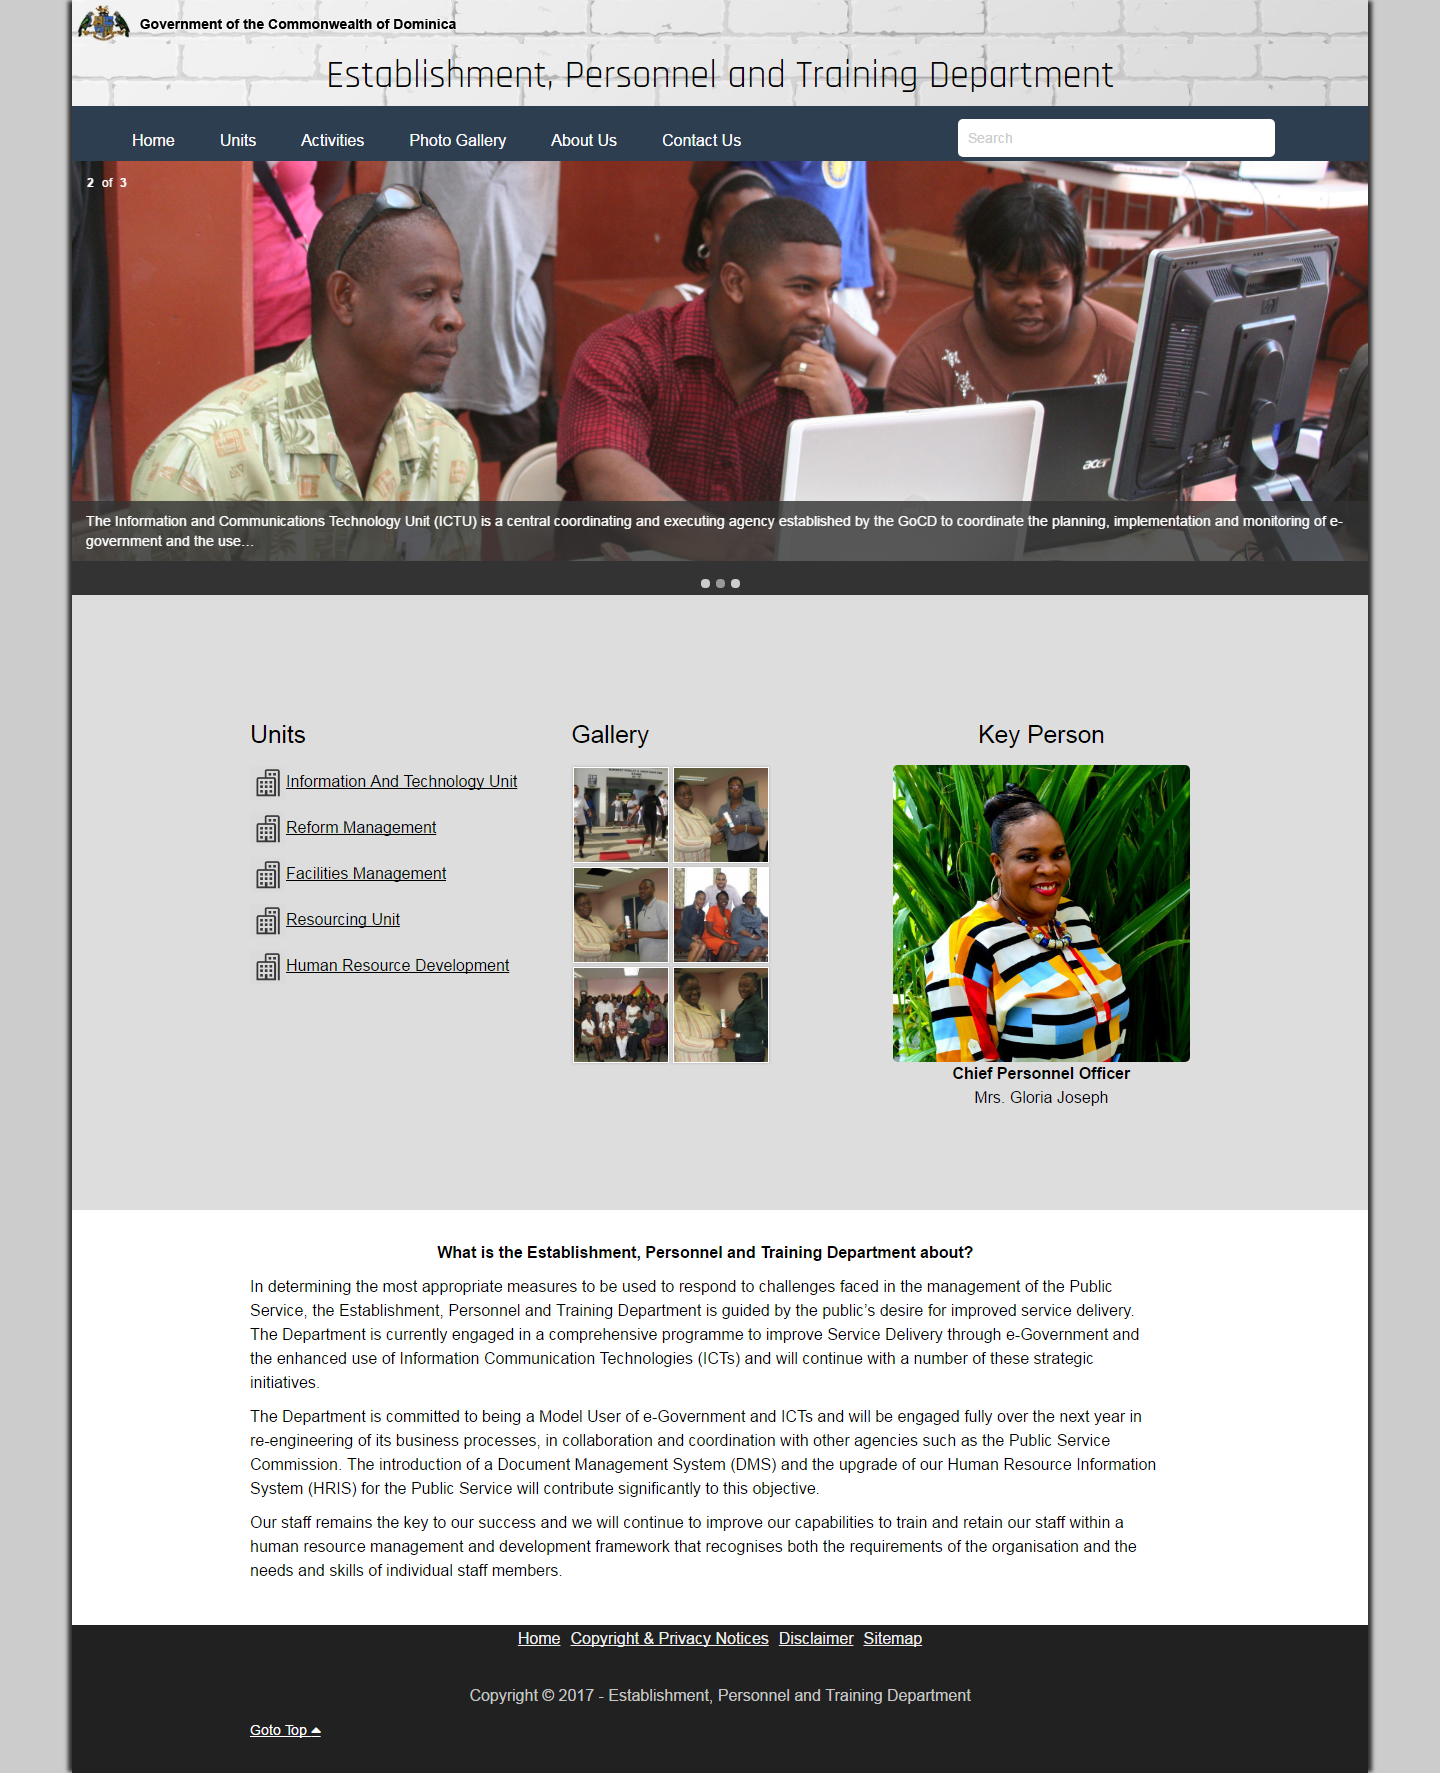 Government of the Commonwealth of Dominica
Establishment, Personnel and Training Department
Home Units Activities Photo Gallery About Us Contact Us Search
2 of 3
acer
The Information and Communications Technology Unit (ICTU) is a central coordinating and executing agency established by the GoCD to coordinate the planning, implementation and monitoring of e-
government and the use...
Units
Information And Technology Unit
Reform Management
Facilities Management
Resourcing Unit
Human Resource Development
Gallery
Key Person
Chief Personnel Officer
Mrs. Gloria Joseph
What is the Establishment, Personnel and Training Department about?
In determining the most appropriate measures to be used to respond to challenges faced in the management of the Public
Service, the Establishment, Personnel and Training Department is guided by the public’s desire for improved service delivery.
The Department is currently engaged in a comprehensive programme to improve Service Delivery through e-Government and
the enhanced use of Information Communication Technologies (ICTs) and will continue with a number of these strategic
initiatives.
The Department is committed to being a Model User of e-Government and ICTs and will be engaged fully over the next year in
re-engineering of its business processes, in collaboration and coordination with other agencies such as the Public Service
Commission. The introduction of a Document Management System (DMS) and the upgrade of our Human Resource Information
System (HRIS) for the Public Service will contribute significantly to this objective.
Our staff remains the key to our success and we will continue to improve our capabilities to train and retain our staff within a
human resource management and development framework that recognises both the requirements of the organisation and the
needs and skills of individual staff members.
Home Copyright & Privacy Notices Disclaimer Sitemap
Copyright © 2017 - Establishment, Personnel and Training Department
Goto Top